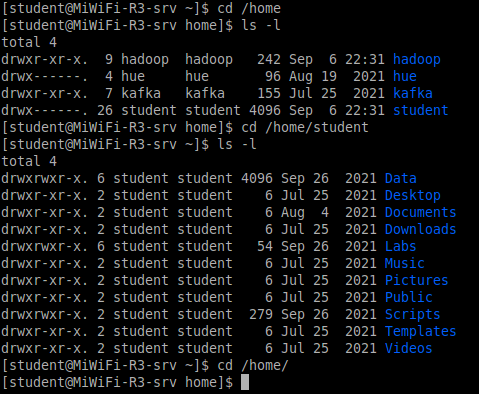 [student@MiWiFi-R3-srv ~]$ cd /home
[student@MiWiFi-R3-srv home]$ ls -l
total 4
drwxr-xr-x.  9 hadoop  hadoop   242 Sep  6 22:31 hadoop
drwx------.  4 hue     hue       96 Aug 19  2021 hue
drwxr-xr-x.  7 kafka   kafka    155 Jul 25  2021 kafka
drwx------. 26 student student 4096 Sep  6 22:31 student
[student@MiWiFi-R3-srv home]$ cd /home/student
[student@MiWiFi-R3-srv ~]$ ls -l
total 4
drwxrwxr-x. 6 student student 4096 Sep 26  2021 Data
drwxr-xr-x. 2 student student    6 Jul 25  2021 Desktop
drwxr-xr-x. 2 student student    6 Aug  4  2021 Documents
drwxr-xr-x. 2 student student    6 Jul 25  2021 Downloads
drwxrwxr-x. 6 student student   54 Sep 26  2021 Labs
drwxr-xr-x. 2 student student    6 Jul 25  2021 Music
drwxr-xr-x. 2 student student    6 Jul 25  2021 Pictures
drwxr-xr-x. 2 student student    6 Jul 25  2021 Public
drwxrwxr-x. 2 student student  279 Sep 26  2021 Scripts
drwxr-xr-x. 2 student student    6 Jul 25  2021 Templates
drwxr-xr-x. 2 student student    6 Jul 25  2021 Videos
[student@MiWiFi-R3-srv ~]$ cd /home/
[student@MiWiFi-R3-srv home]$